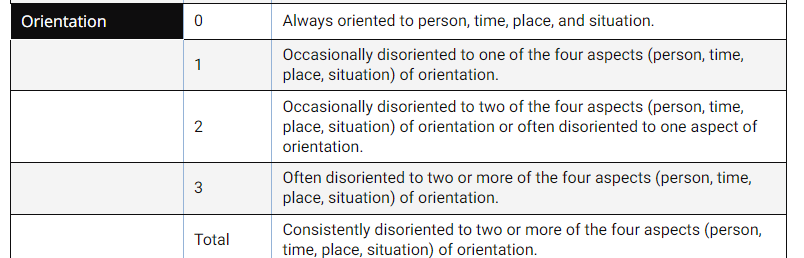 Orientation 0 Always oriented to person, time, place, and situation.
1 Occasionally disoriented to one of the four aspects (person, time,
place, situation) of orientation.
2 Occasionally disoriented to two of the four aspects (person, time,
place, situation) of orientation or often disoriented to one aspect of
orientation.
3 Often disoriented to two or more of the four aspects (person, time,
place, situation) of orientation.
Total Consistently disoriented to two or more of the four aspects (person,
time, place, situation) of orientation.